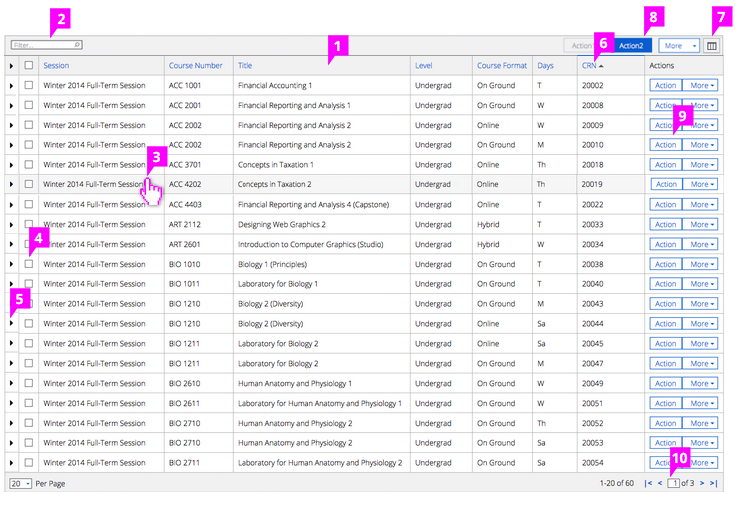 2 8 7
1 6
Filter... Action Action2 More
Session Course Number Title Level Course Format Days CRN Actions
Winter 2014 Full-Term Session ACC 1001 Financial Accounting 1 Undergrad On Ground T 20002 Action More
Winter 2014 Full-Term Session ACC 2001 Financial Reporting and Analysis 1 Undergrad On Ground W 20008 Action More
9
Winter 2014 Full-Term Session ACC 2002 Financial Reporting and Analysis 2 Undergrad Online W 20009 Action More
Winter 2014 Full-Term Session ACC 2002 Financial Reporting and Analysis 2 Undergrad On Ground M 20010 Action More
3
Winter 2014 Full-Term Session ACC 3701 Concepts in Taxation 1 Undergrad Online Th 20018 Action More
Winter 2014 Full-Term Session ACC 4202 Concepts in Taxation 2 Undergrad Online Th 20019 Action More
Winter 2014 Full-Term Session ACC 4403 Financial Reporting and Analysis 4 (Capstone) Undergrad Online T 20022 Action More
Winter 2014 Full-Term Session ART 2112 Designing Web Graphics 2 Undergrad Hybrid T 20033 Action More
4
Winter 2014 Full-Term Session ART 2601 Introduction to Computer Graphics (Studio) Undergrad Hybrid W 20034 Action More
Winter 2014 Full-Term Session BIO 1010 Biology 1 (Principles) Undergrad On Ground T 20038 Action More
Winter 2014 Full-Term Session BIO 1011 Laboratory for Biology 1 Undergrad On Ground T 20040 Action More
5
Winter 2014 Full-Term Session BIO 1210 Biology 2 (Diversity) Undergrad On Ground M 20043 Action More
Winter 2014 Full-Term Session BIO 1210 Biology 2 (Diversity) Undergrad Online Sa 20044 Action More
Winter 2014 Full-Term Session BIO 1211 Laboratory for Biology 2 Undergrad Online Sa 20045 Action More
Winter 2014 Full-Term Session BIO 1211 Laboratory for Biology 2 Undergrad On Ground M 20047 Action More
Winter 2014 Full-Term Session BIO 2610 Human Anatomy and Physiology 1 Undergrad On Ground W 20049 Action More
Winter 2014 Full-Term Session BIO 2611 Laboratory for Human Anatomy and Physiology 1 Undergrad On Ground W 20051 Action More
Winter 2014 Full-Term Session BIO 2710 Human Anatomy and Physiology 2 Undergrad On Ground Th 20052 Action More
Winter 2014 Full-Term Session BIO 2710 Human Anatomy and Physiology 2 Undergrad On Ground Sa 20053 Action More
10
Winter 2014 Full-Term Session BIO 2711 Laboratory for Human Anatomy and Physiology 2 Undergrad On Ground Sa 20054 Action More
20 Per Page 1-20 of 60 |< < 1 of 3 > >|